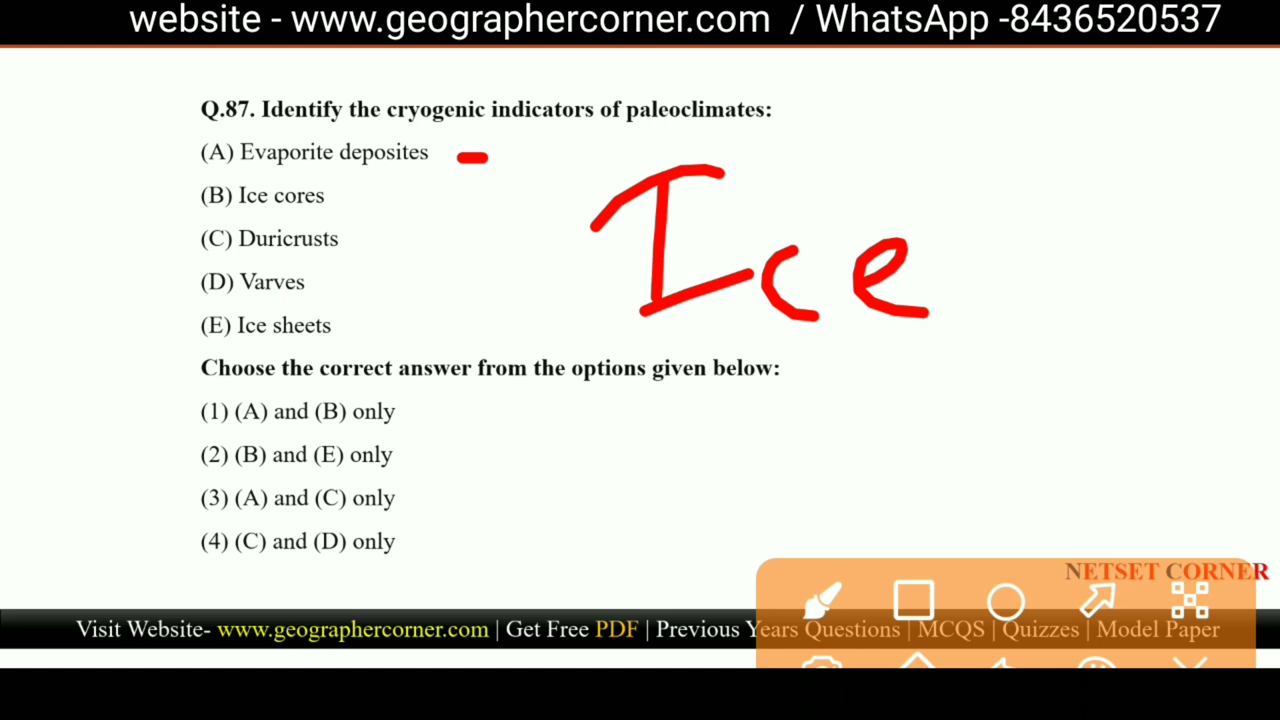 website - www.geographercorner.com / WhatsApp -8436520537
Q.87. Identify the cryogenic indicators of paleoclimates:
(A) Evaporite deposites
(B) Ice cores
(C) Duricrusts
(D) Varves
(E) Ice sheets
Ice
Choose the correct answer from the options given below:
(1) (A) and (B) only
(2) (B) and (E) only
(3) (A) and (C) only
(4) (C) and (D) only
NETSET CORNER
Visit Website- www.geographercorner.com | Get Free PDF | Previous Years Questions | MCQS | Quizzes | Model Paper